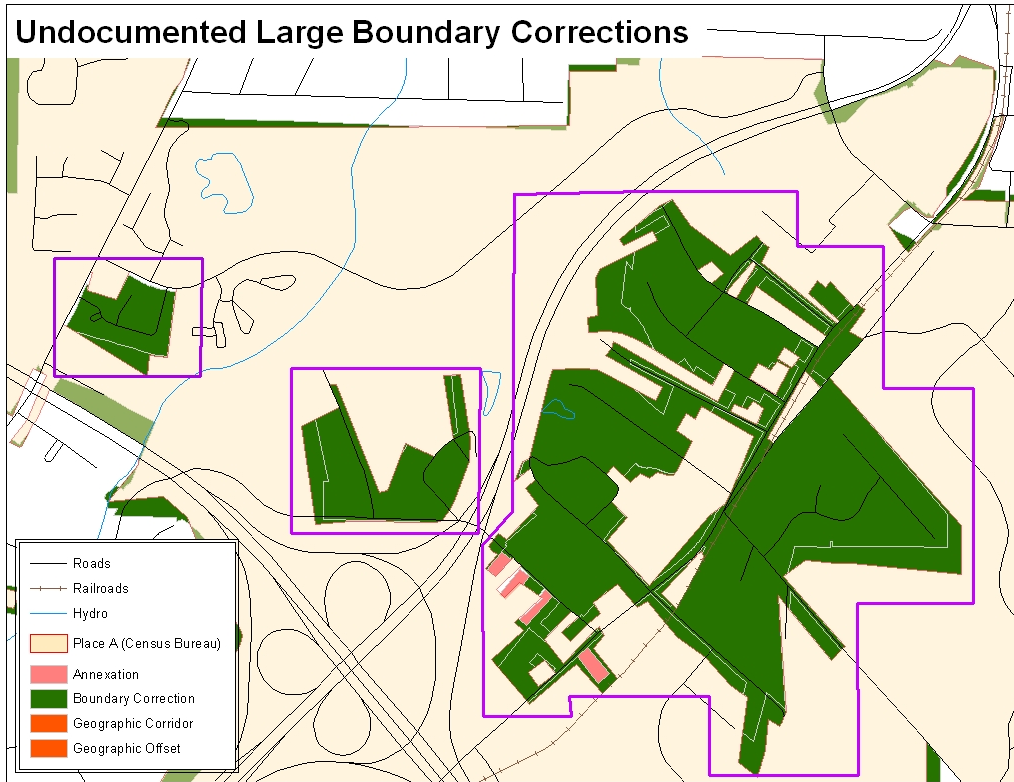 Undocumented Large Boundary Corrections
Roads
Railroads
Hydro
Place A (Census Bureau)
Annexation
Boundary Correction
Geographic Corridor
Geographic Offset